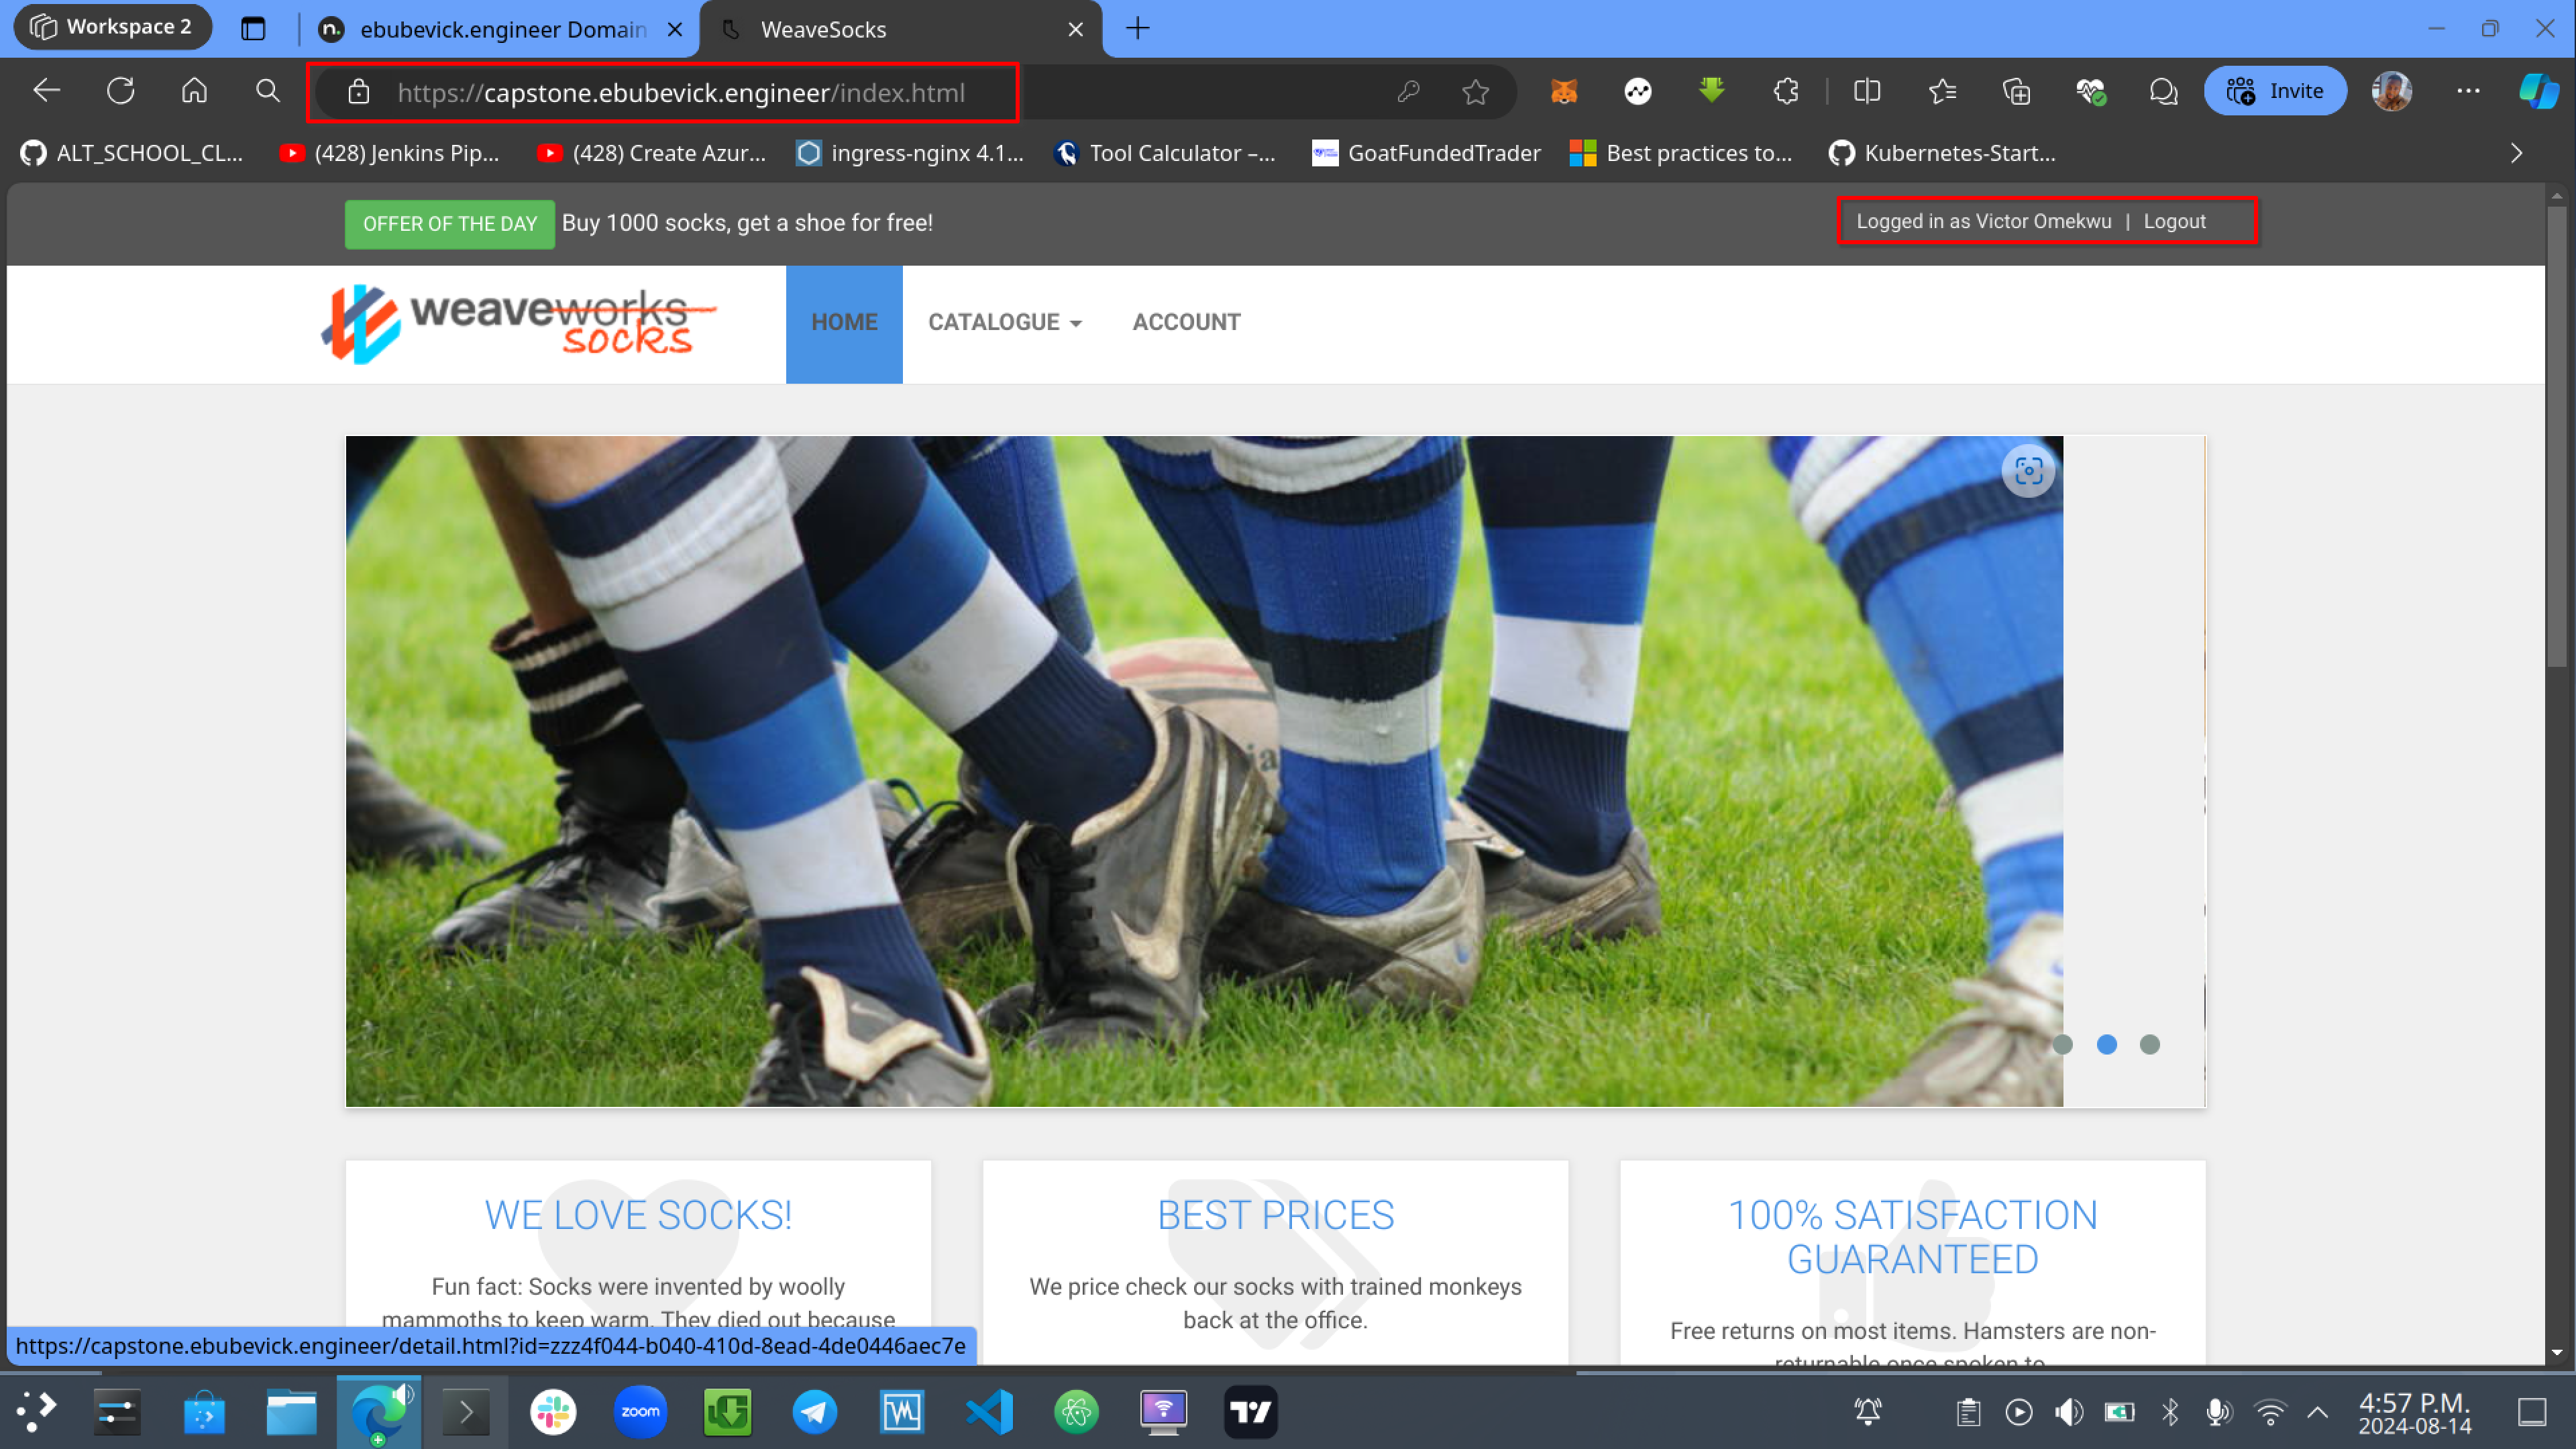 Workspace 2
ebubevick.engineer Domain
WeaveSocks
https://capstone.ebubevick.engineer/index.html
Invite
ALT_SCHOOL_CL...
(428) Jenkins Pip...
(428) Create Azur...
ingress-nginx 4.1...
Tool Calculator –...
GoatFundedTrader
Best practices to...
Kubernetes-Start...
OFFER OF THE DAY Buy 1000 socks, get a shoe for free!
Logged in as Victor Omekwu | Logout
weaveworks
socks
HOME
CATALOGUE
ACCOUNT
WE LOVE SOCKS!
Fun fact: Socks were invented by woolly
mammoths to keep warm. They died out because
BEST PRICES
We price check our socks with trained monkeys
back at the office.
100% SATISFACTION
GUARANTEED
Free returns on most items. Hamsters are non-
returnable once spoken to.
https://capstone.ebubevick.engineer/detail.html?id=zzz4f044-b040-410d-8ead-4de0446aec7e
zoom
4:57 P.M.
2024-08-14